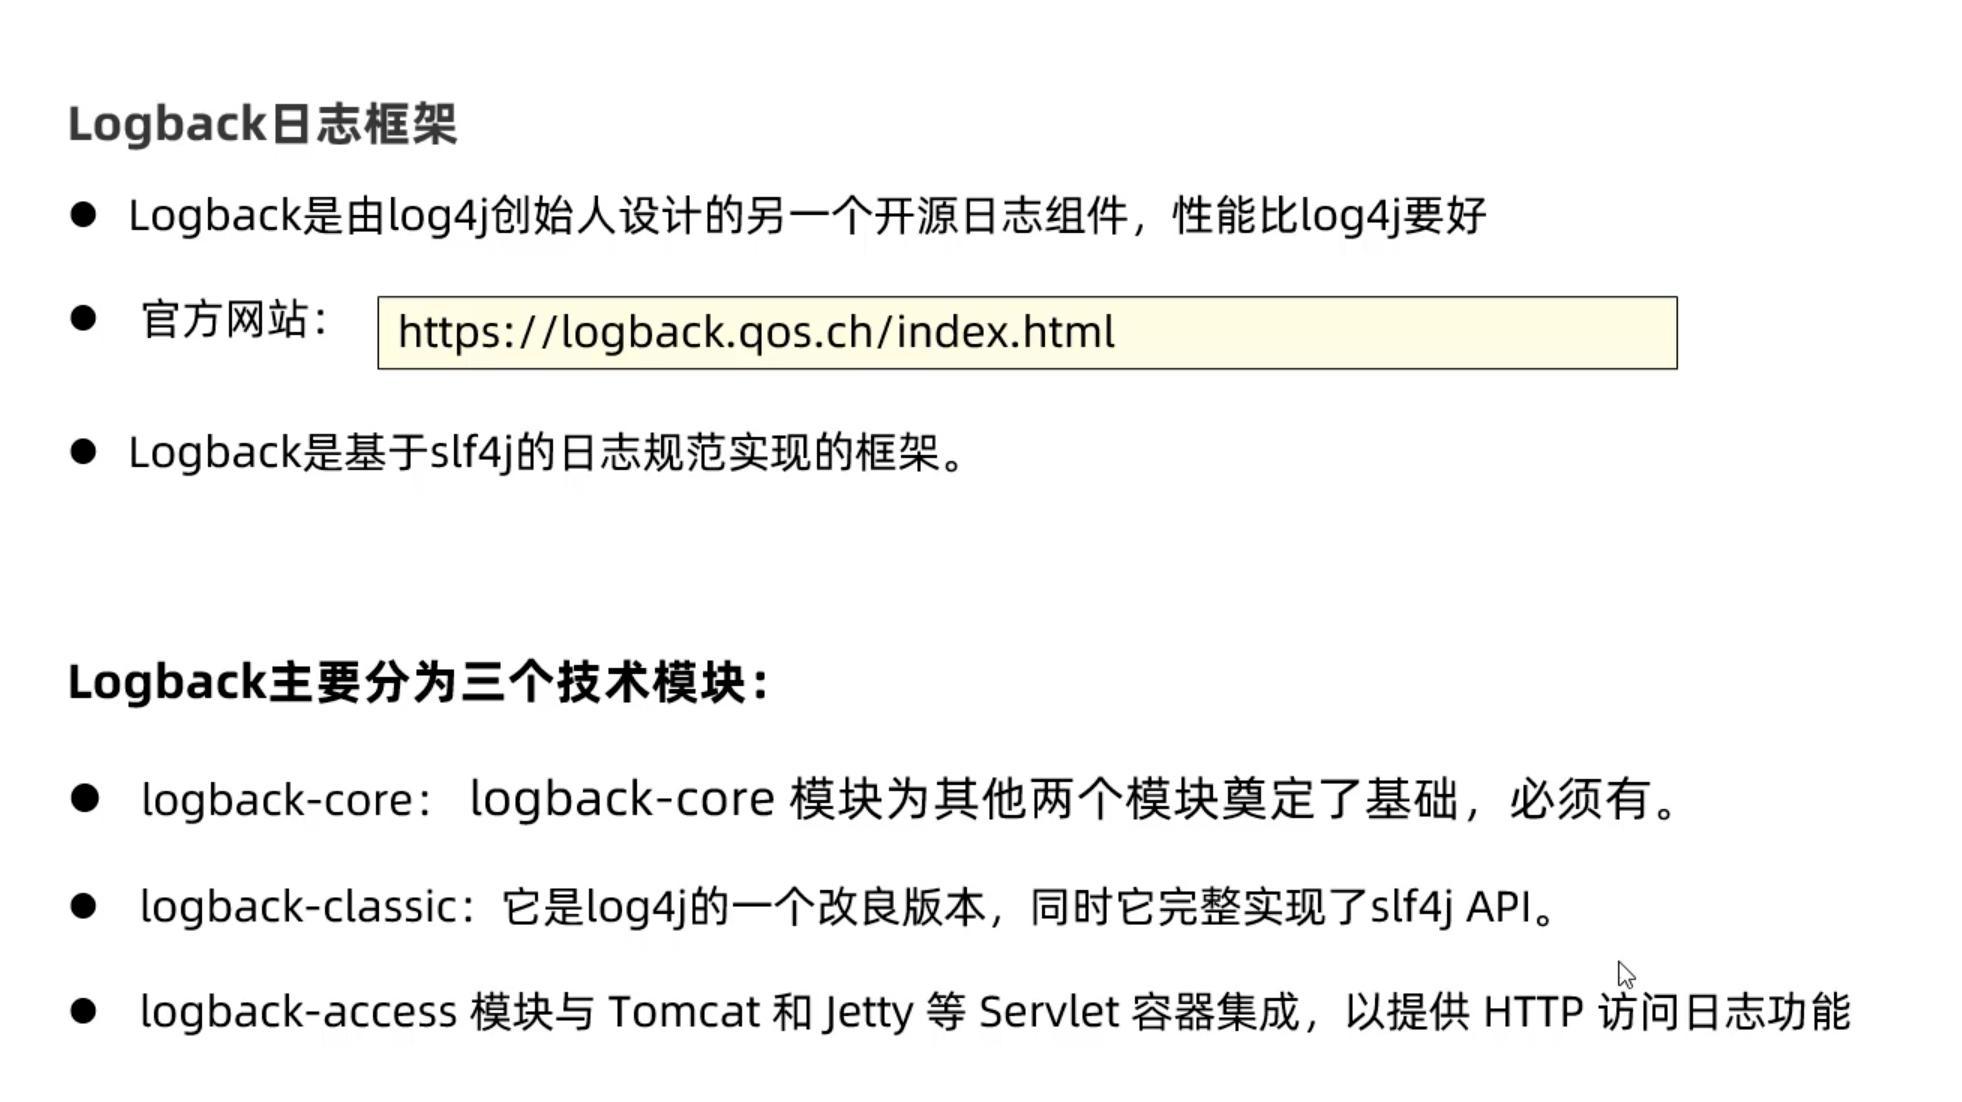 Logback日志框架
● Logback是由log4j创始人设计的另一个开源日志组件，性能比log4j要好
● 官方网站： https://logback.qos.ch/index.html
● Logback是基于slf4j的日志规范实现的框架。
Logback主要分为三个技术模块：
● logback-core： logback-core 模块为其他两个模块奠定了基础，必须有。
● logback-classic：它是log4j的一个改良版本，同时它完整实现了slf4j API。
● logback-access 模块与 Tomcat 和 Jetty 等 Servlet 容器集成，以提供 HTTP 访问日志功能